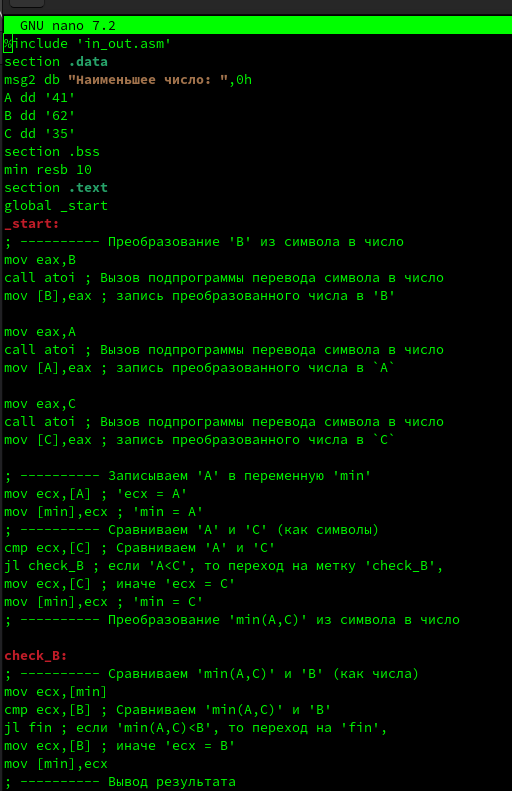 GNU nano 7.2
%include 'in_out.asm'
section .data
msg2 db "Наименьшее число: ",0h
A dd '41'
B dd '62'
C dd '35'
section .bss
min resb 10
section .text
global _start
_start:
; ---------- Преобразование 'B' из символа в число
mov eax,B
call atoi ; Вызов подпрограммы перевода символа в число
mov [B],eax ; запись преобразованного числа в 'B'
mov eax,A
call atoi ; Вызов подпрограммы перевода символа в число
mov [A],eax ; запись преобразованного числа в `A`
mov eax,C
call atoi ; Вызов подпрограммы перевода символа в число
mov [C],eax ; запись преобразованного числа в `C`
; ---------- Записываем 'A' в переменную 'min'
mov ecx,[A] ; 'ecx = A'
mov [min],ecx ; 'min = A'
; ---------- Сравниваем 'A' и 'C' (как символы)
cmp ecx,[C] ; Сравниваем 'A' и 'C'
jl check_B ; если 'A<C', то переход на метку 'check_B',
mov ecx,[C] ; иначе 'ecx = C'
mov [min],ecx ; 'min = C'
; ---------- Преобразование 'min(A,C)' из символа в число
check_B:
; ---------- Сравниваем 'min(A,C)' и 'B' (как числа)
mov ecx,[min]
cmp ecx,[B] ; Сравниваем 'min(A,C)' и 'B'
jl fin ; если 'min(A,C)<B', то переход на 'fin',
mov ecx,[B] ; иначе 'ecx = B'
mov [min],ecx
; ---------- Вывод результата